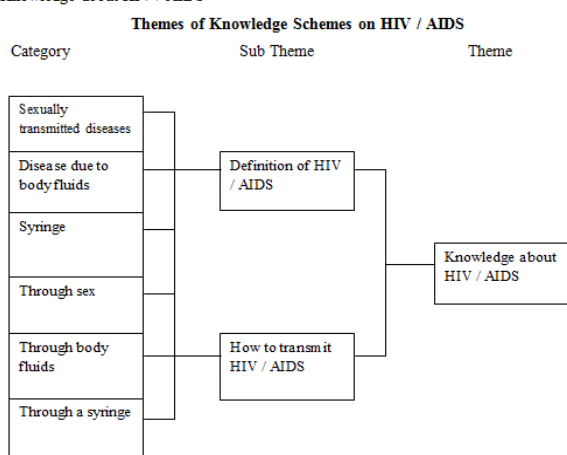 Themes of Knowledge Schemes on HIV / AIDS
Category Sub Theme Theme
Sexually
transmitted diseases
Disease due to
body fluids
Syringe
Through sex
Through body
fluids
Through a syringe
Definition of HIV
/ AIDS
How to transmit
HIV / AIDS
Knowledge about
HIV / AIDS